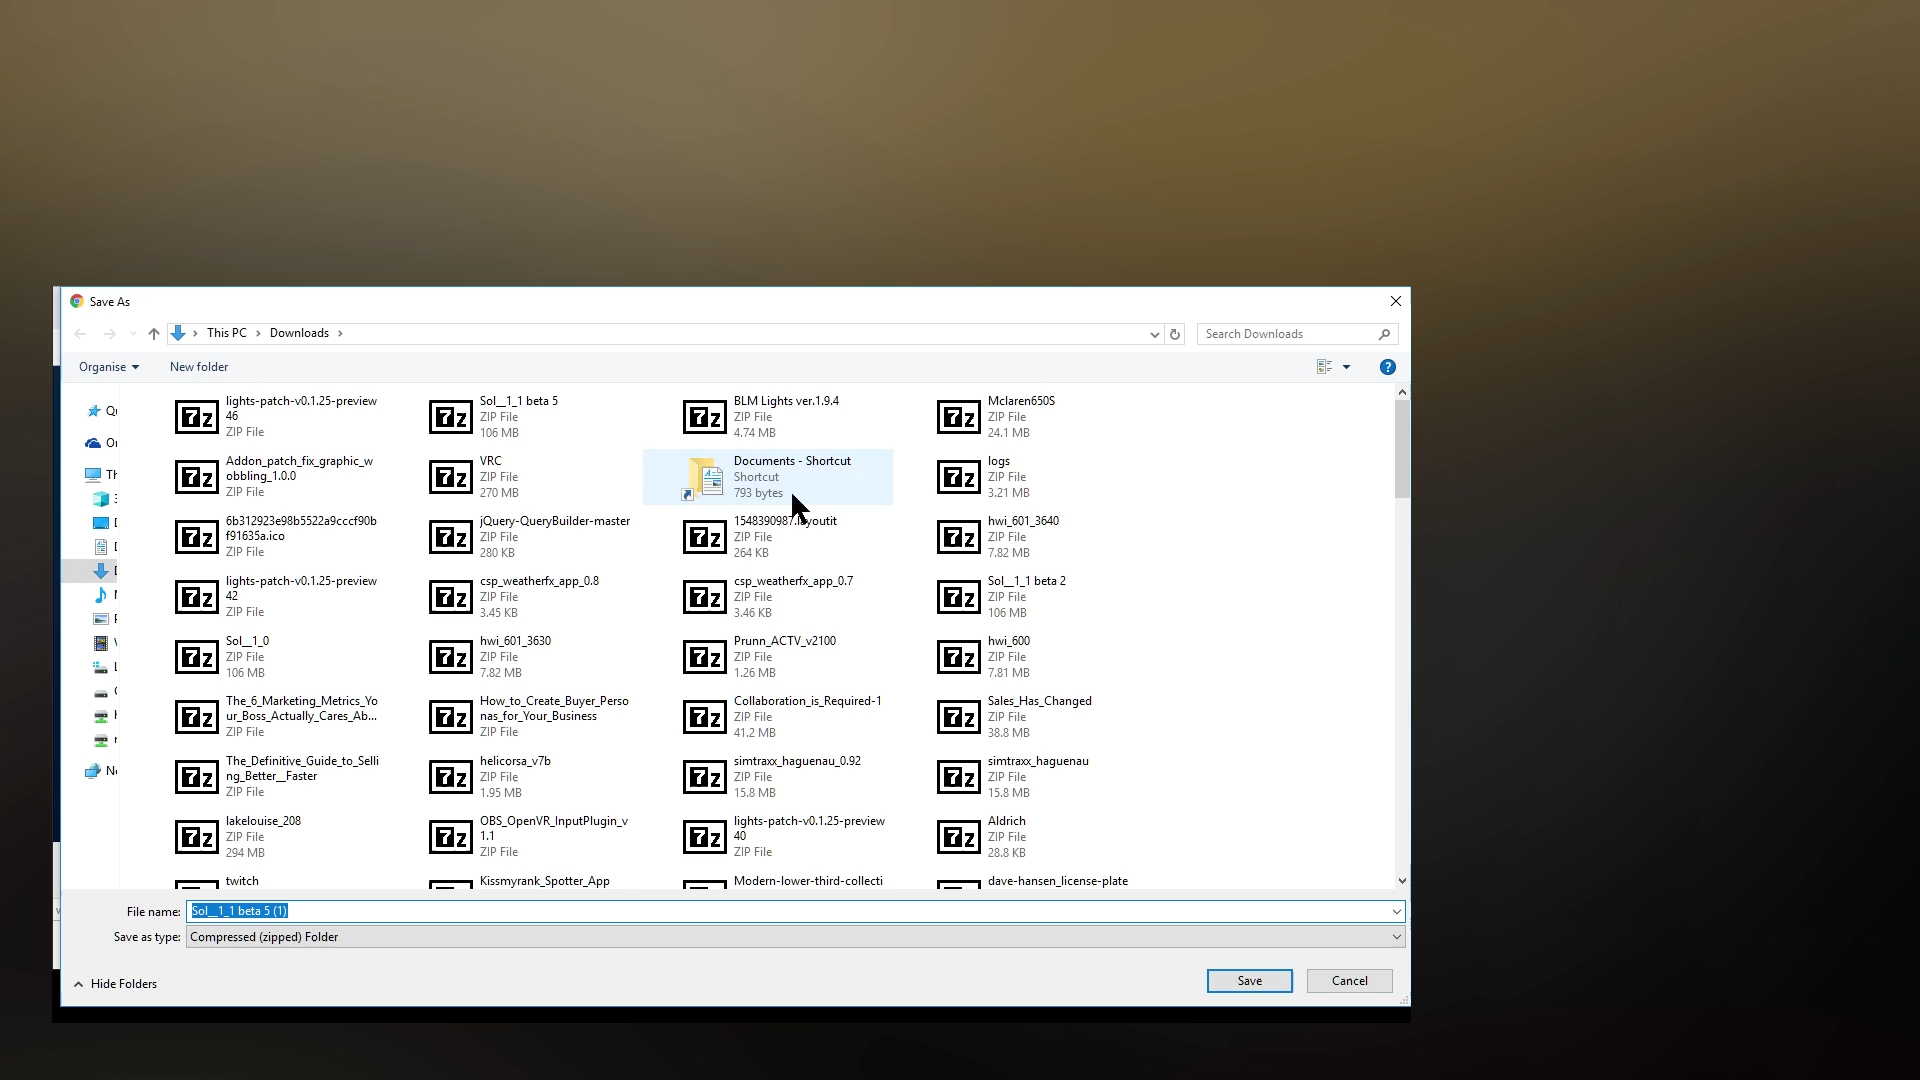 Save As
This PC > Downloads >
Search Downloads
Organise
New folder
lights-patch-v0.1.25-preview
46
ZIP File
Sol__1_1 beta 5
ZIP File
106 MB
BLM Lights ver.1.9.4
ZIP File
4.74 MB
Mclaren650S
ZIP File
24.1 MB
Addon_patch_fix_graphic_w
obbling_1.0.0
ZIP File
VRC
ZIP File
270 MB
Documents - Shortcut
Shortcut
793 bytes
logs
ZIP File
3.21 MB
6b312923e98b5522a9cccf90b
f91635a.ico
ZIP File
jQuery-QueryBuilder-master
ZIP File
280 KB
ZIP File
264 KB
hwi_601_3640
ZIP File
7.82 MB
lights-patch-v0.1.25-preview
42
ZIP File
csp_weatherfx_app_0.8
ZIP File
3.45 KB
csp_weatherfx_app_0.7
ZIP File
3.46 KB
Sol__1_1 beta 2
ZIP File
106 MB
Sol__1_0
ZIP File
106 MB
hwi_601_3630
ZIP File
7.82 MB
Prunn_ACTV_v2100
ZIP File
1.26 MB
hwi_600
ZIP File
7.81 MB
The_6_Marketing_Metrics_Yo
ur_Boss_Actually_Cares_Ab...
ZIP File
How_to_Create_Buyer_Perso
nas_for_Your_Business
ZIP File
Collaboration_is_Required-1
ZIP File
41.2 MB
Sales_Has_Changed
ZIP File
38.8 MB
The_Definitive_Guide_to_Selli
ng_Better__Faster
ZIP File
helicorsa_v7b
ZIP File
1.95 MB
simtraxx_haguenau_0.92
ZIP File
15.8 MB
simtraxx_haguenau
ZIP File
15.8 MB
lakelouise_208
ZIP File
294 MB
OBS_OpenVR_InputPlugin_v
1.1
ZIP File
lights-patch-v0.1.25-preview
40
ZIP File
Aldrich
ZIP File
28.8 KB
twitch
Kissmyrank_Spotter_App
Modern-lower-third-collecti
dave-hansen_license-plate
File name: Sol__1_1 beta 5 (1)
Save as type: Compressed (zipped) Folder
Hide Folders
Save
Cancel